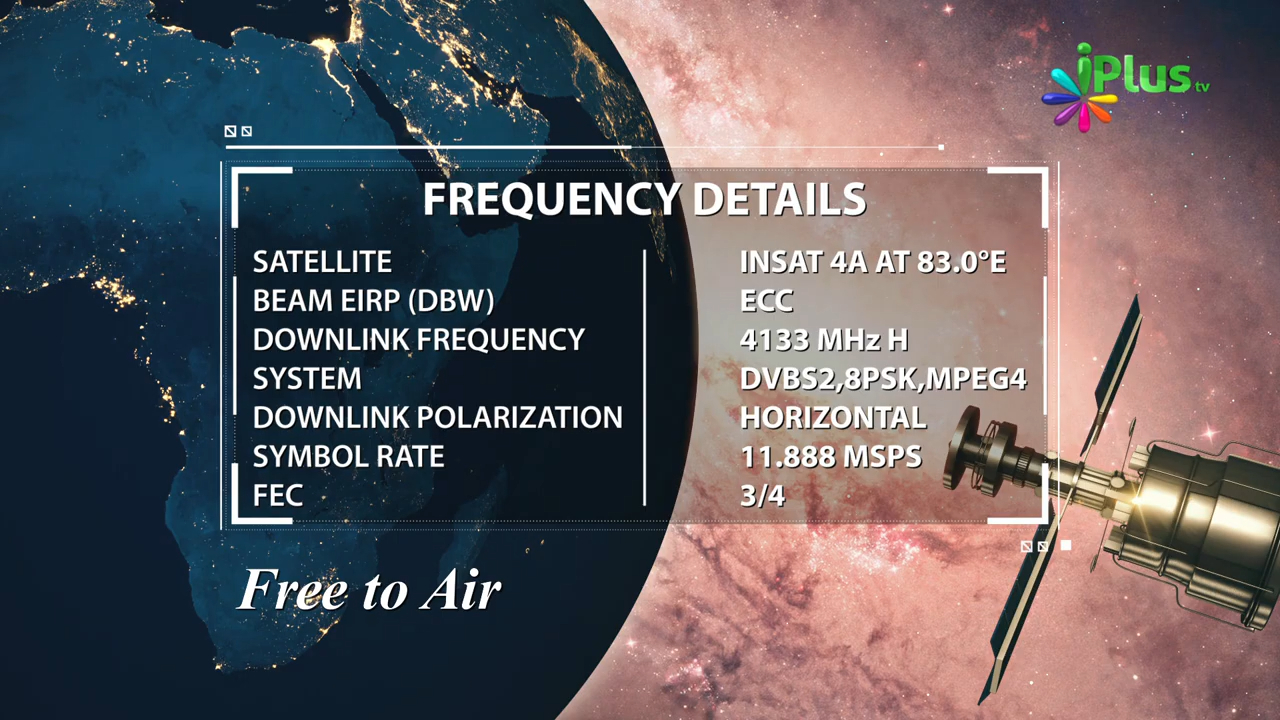 iPlus tv
FREQUENCY DETAILS
SATELLITE INSAT 4A AT 83.0°E
BEAM EIRP (DBW) ECC
DOWNLINK FREQUENCY 4133 MHz H
SYSTEM DVBS2,8PSK,MPEG4
DOWNLINK POLARIZATION HORIZONTAL
SYMBOL RATE 11.888 MSPS
FEC 3/4
Free to Air